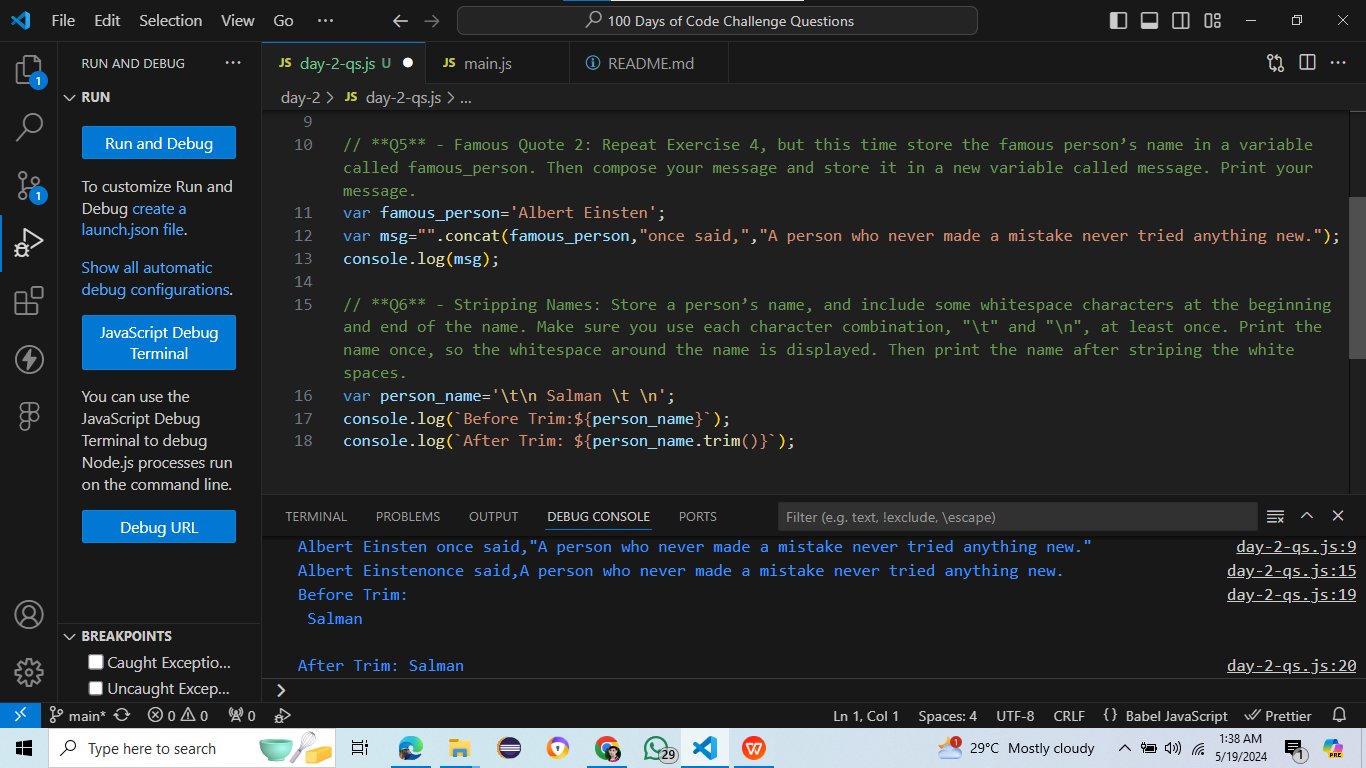 File Edit Selection View Go ···
100 Days of Code Challenge Questions
RUN AND DEBUG ···
JS day-2-qs.js U
JS main.js
README.md
1
RUN
day-2 > JS day-2-qs.js > ...
Run and Debug
To customize Run and
Debug create a
launch.json file.
Show all automatic
debug configurations.
JavaScript Debug
Terminal
You can use the
JavaScript Debug
Terminal to debug
Node.js processes run
on the command line.
Debug URL
1
9
10 // **Q5** - Famous Quote 2: Repeat Exercise 4, but this time store the famous person’s name in a variable
called famous_person. Then compose your message and store it in a new variable called message. Print your
message.
11 var famous_person='Albert Einsten';
12 var msg="".concat(famous_person,"once said,","A person who never made a mistake never tried anything new.");
13 console.log(msg);
14
15 // **Q6** - Stripping Names: Store a person’s name, and include some whitespace characters at the beginning
and end of the name. Make sure you use each character combination, "\t" and "\n", at least once. Print the
name once, so the whitespace around the name is displayed. Then print the name after striping the white
spaces.
16 var person_name='\t\n Salman \t \n';
17 console.log(`Before Trim:${person_name}`);
18 console.log(`After Trim: ${person_name.trim()}`);
TERMINAL PROBLEMS OUTPUT DEBUG CONSOLE PORTS
Filter (e.g. text, !exclude, \escape)
Albert Einsten once said,"A person who never made a mistake never tried anything new." day-2-qs.js:9
Albert Einstenonce said,A person who never made a mistake never tried anything new. day-2-qs.js:15
Before Trim: day-2-qs.js:19
Salman
After Trim: Salman day-2-qs.js:20
>
BREAKPOINTS
Caught Exceptio...
Uncaught Excep...
main* 0 0 0
Ln 1, Col 1 Spaces: 4 UTF-8 CRLF {} Babel JavaScript Prettier
Type here to search
29
W
1
29°C Mostly cloudy
1:38 AM
5/19/2024
1
PRE